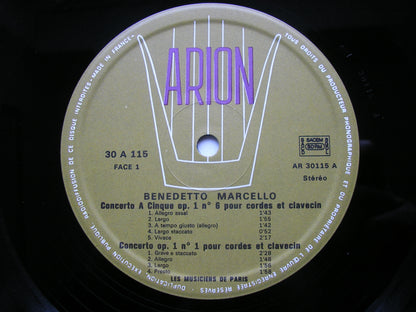 ARION
30 A 115
FACE 1
SACEM
AR 30115 A
Stéréo
BENEDETTO MARCELLO
Concerto A Cinque op. 1 n° 6 pour cordes et clavecin
1. Allegro assai 1'43
2. Largo 1'55
3. A tempo giusto (allegro) 1'42
4. Largo staccato 0'52
5. Vivace 2'17
Concerto op. 1 n° 1 pour cordes et clavecin
1. Grave e staccato 2'28
2. Allegro 1'48
3. Largo 1'56
4. Presto 1'58
LES MUSICIENS DE PARIS
TOUS DROITS DU PRODUCTEUR PHONOGRAPHIQUE ET DU PROPRIÉTAIRE DE L'ŒUVRE ENREGISTRÉE RÉSERVÉS - DUPLICATION EXÉCUTION PUBLIQUE RADIODIFFUSION DE CE DISQUE INTERDITES - MADE IN FRANCE -